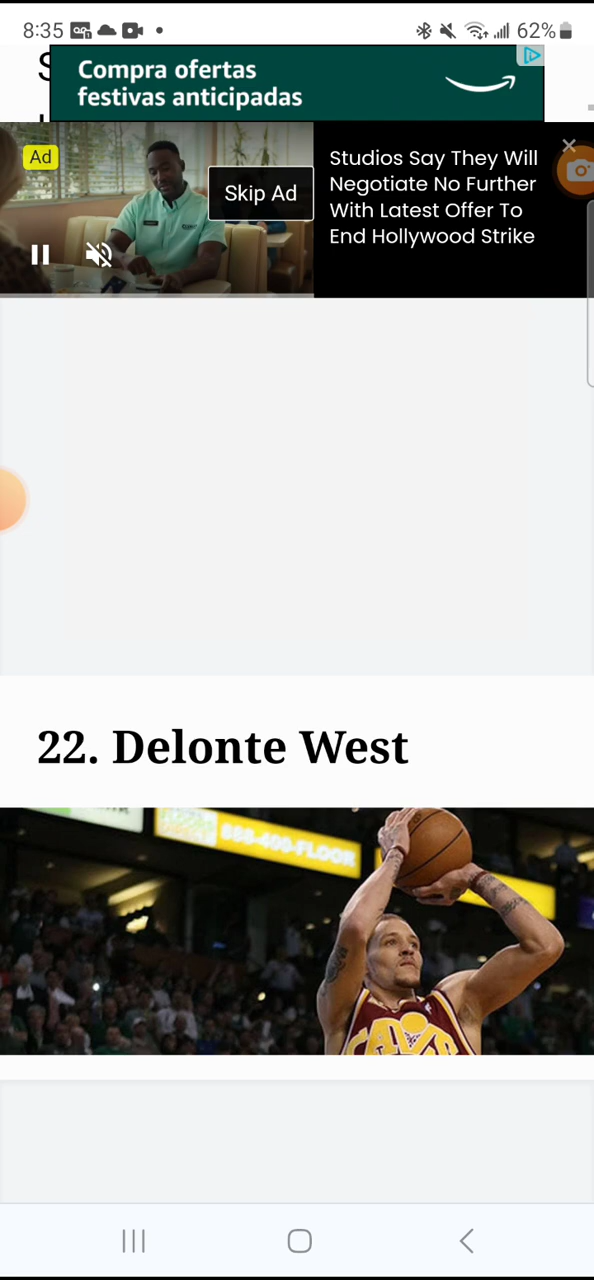 8:35
62%
Compra ofertas
festivas anticipadas
Ad
Skip Ad
Studios Say They Will
Negotiate No Further
With Latest Offer To
End Hollywood Strike
22. Delonte West
888-400-FLOOR
CAVS